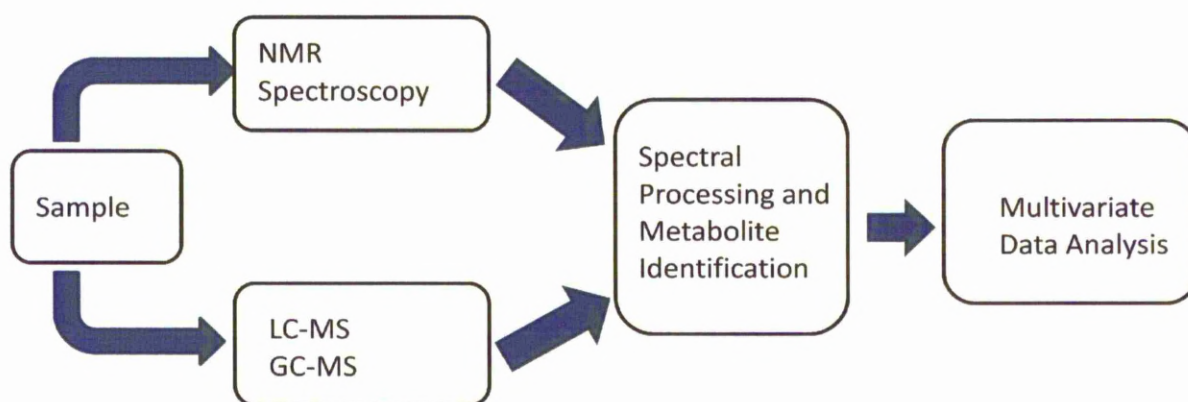 NMR
Spectroscopy
Sample
LC-MS
GC-MS
Spectral
Processing and
Metabolite
Identification
Multivariate
Data Analysis